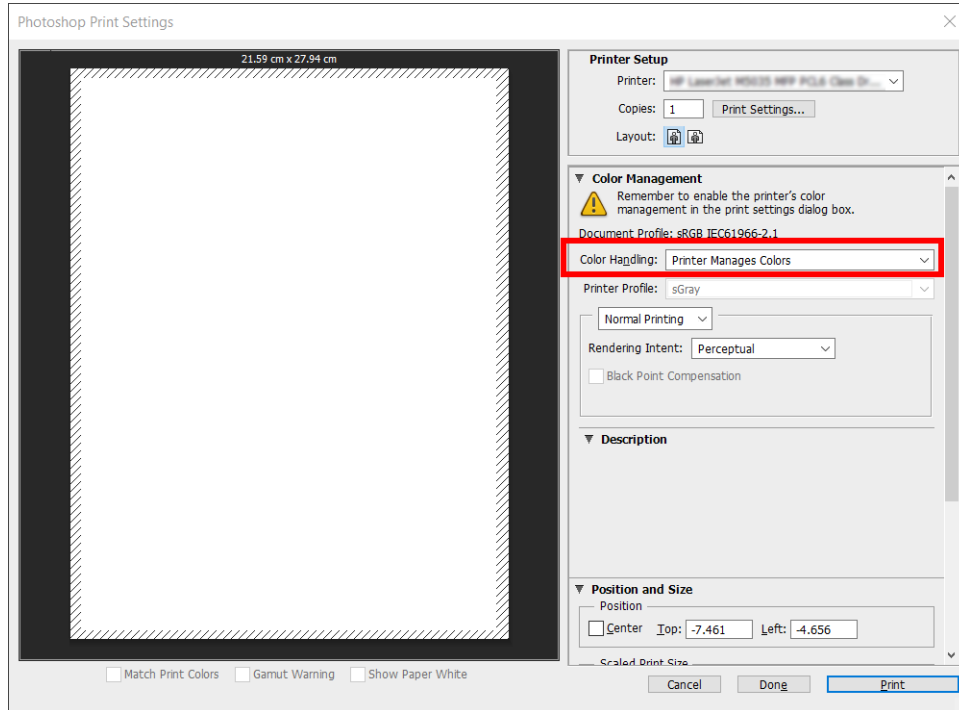 Photoshop Print Settings
21.59 cm x 27.94 cm
Match Print Colors
Gamut Warning
Show Paper White
Printer Setup
Printer:
Copies: 1 Print Settings...
Layout:
Color Management
Remember to enable the printer's color
management in the print settings dialog box.
Document Profile: sRGB IEC61966-2.1
Color Handling: Printer Manages Colors
Printer Profile: sGray
Normal Printing
Rendering Intent: Perceptual
Black Point Compensation
Description
Position and Size
Position
Center Top: -7.461 Left: -4.656
Scaled Print Size
Cancel Done Print